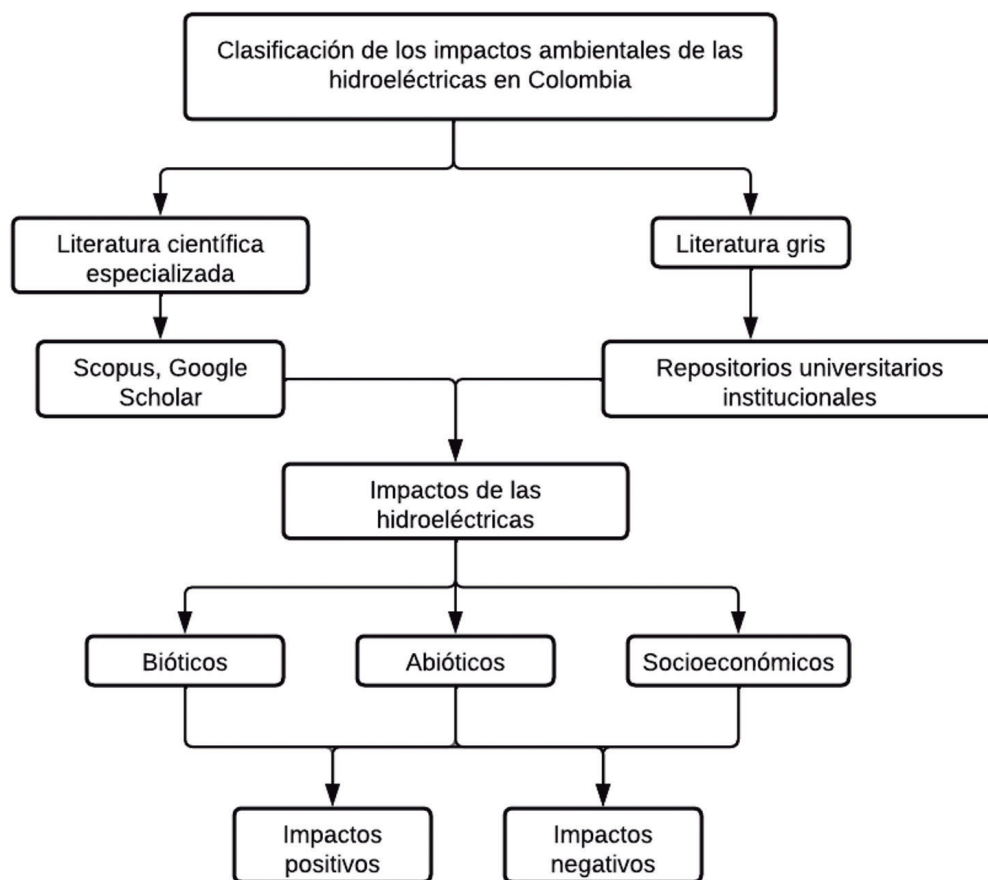 Clasificación de los impactos ambientales de las
hidroeléctricas en Colombia
Literatura científica
especializada
Literatura gris
Scopus, Google
Scholar
Repositorios universitarios
institucionales
Impactos de las
hidroeléctricas
Bióticos
Abióticos
Socioeconómicos
Impactos
positivos
Impactos
negativos